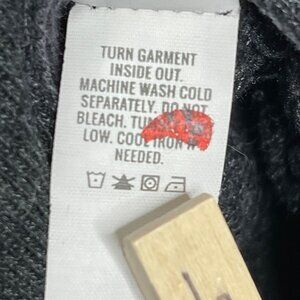 TURN GARMENT
INSIDE OUT.
MACHINE WASH COLD
SEPARATELY. DO NOT
BLEACH.
LOW. COOL IRON
NEEDED.